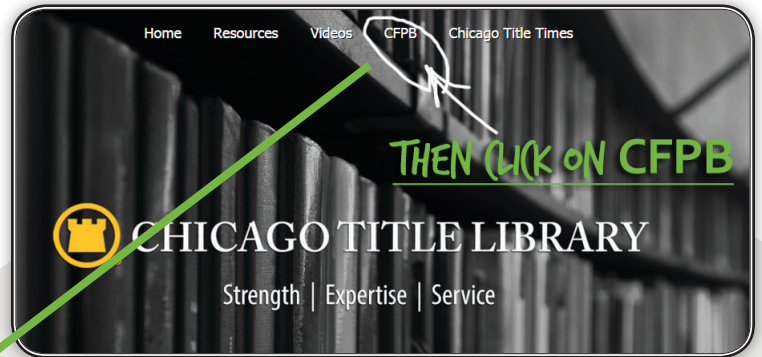 Home Resources Videos CFPB Chicago Title Times
THEN CLICK ON CFPB
CHICAGO TITLE LIBRARY
Strength | Expertise | Service